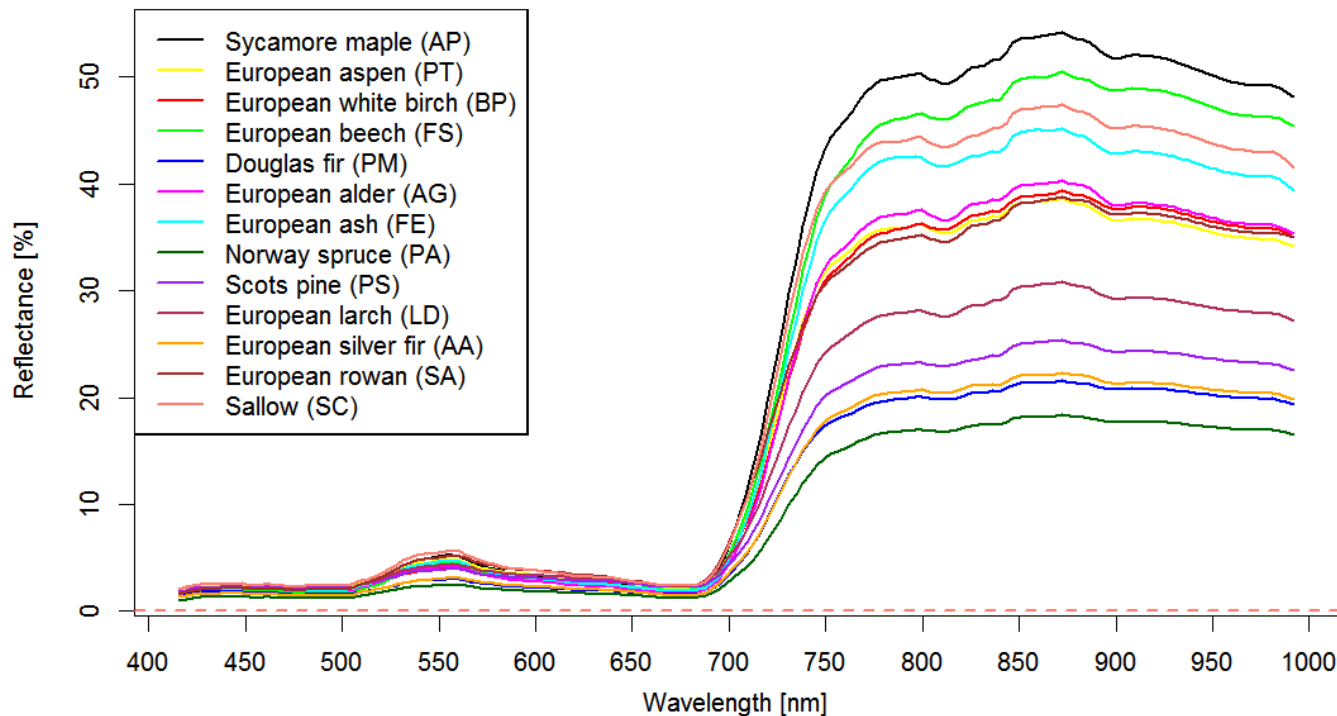 Sycamore maple (AP)
European aspen (PT)
European white birch (BP)
European beech (FS)
Douglas fir (PM)
European alder (AG)
European ash (FE)
Norway spruce (PA)
Scots pine (PS)
European larch (LD)
European silver fir (AA)
European rowan (SA)
Sallow (SC)
Reflectance [%]
50
40
30
20
10
0
400 450 500 550 600 650 700 750 800 850 900 950 1000
Wavelength [nm]